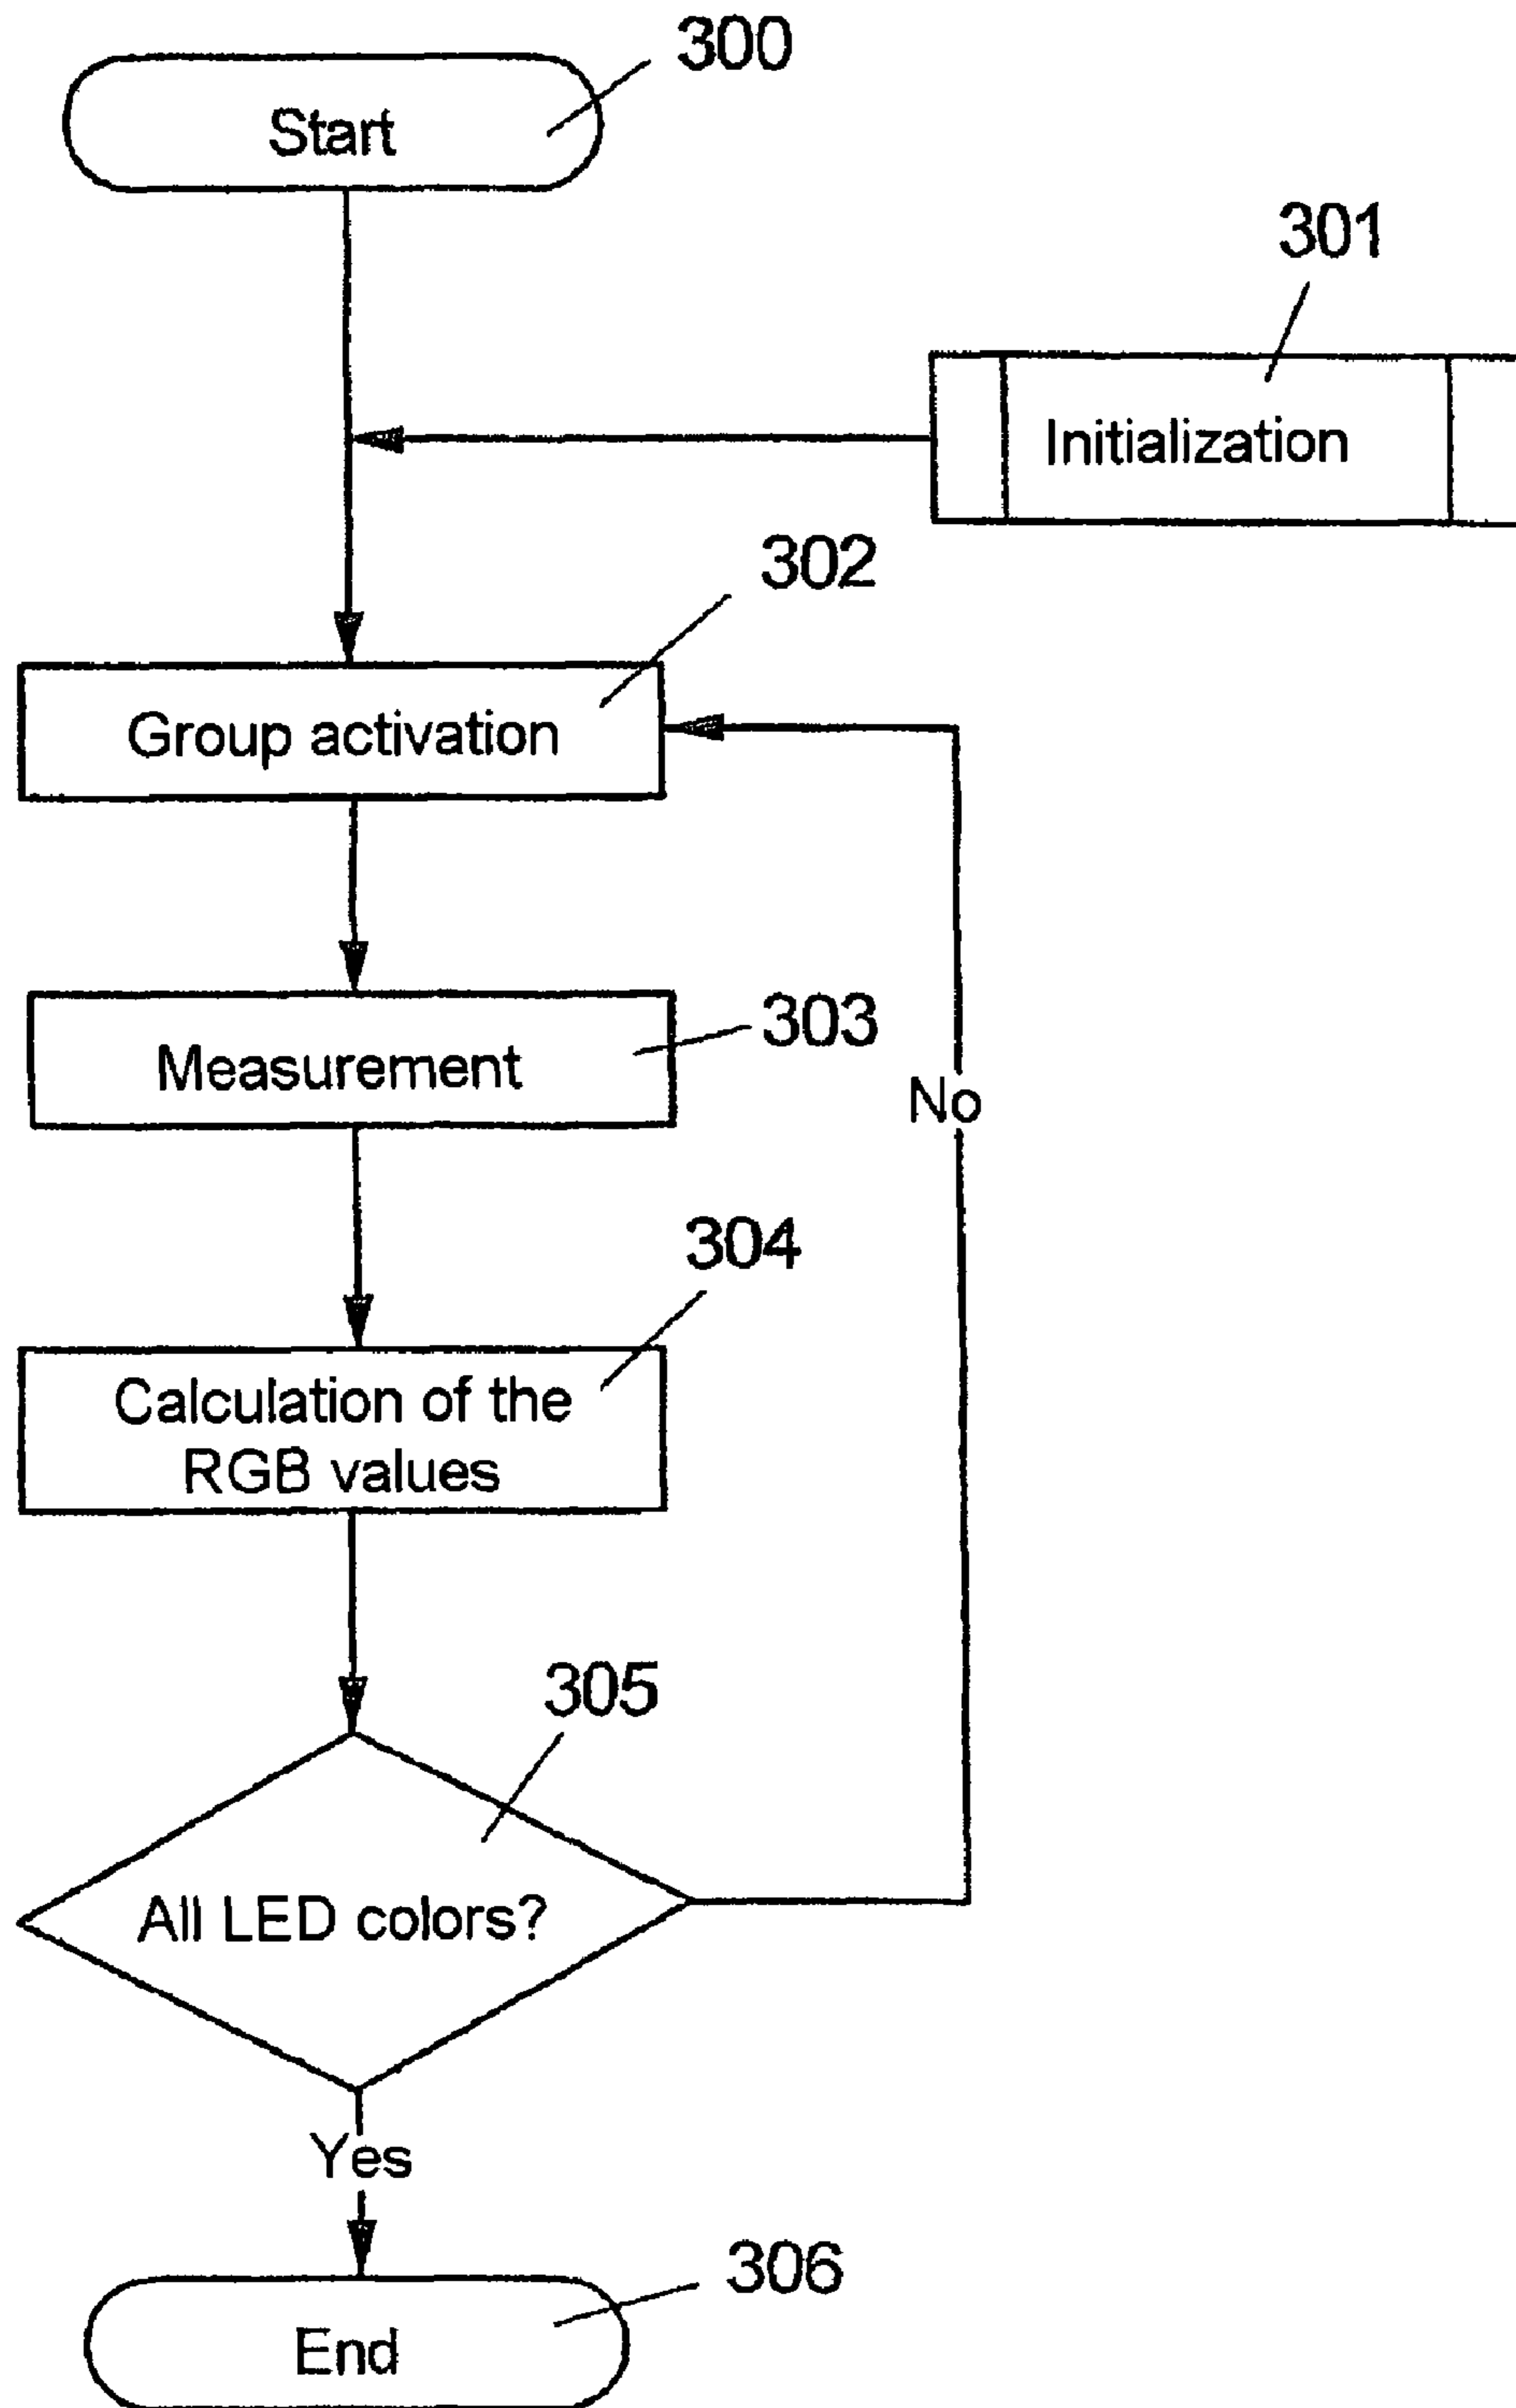 300
Start
301
Initialization
302
Group activation
303
Measurement
No
304
Calculation of the
RGB values
305
All LED colors?
Yes
306
End